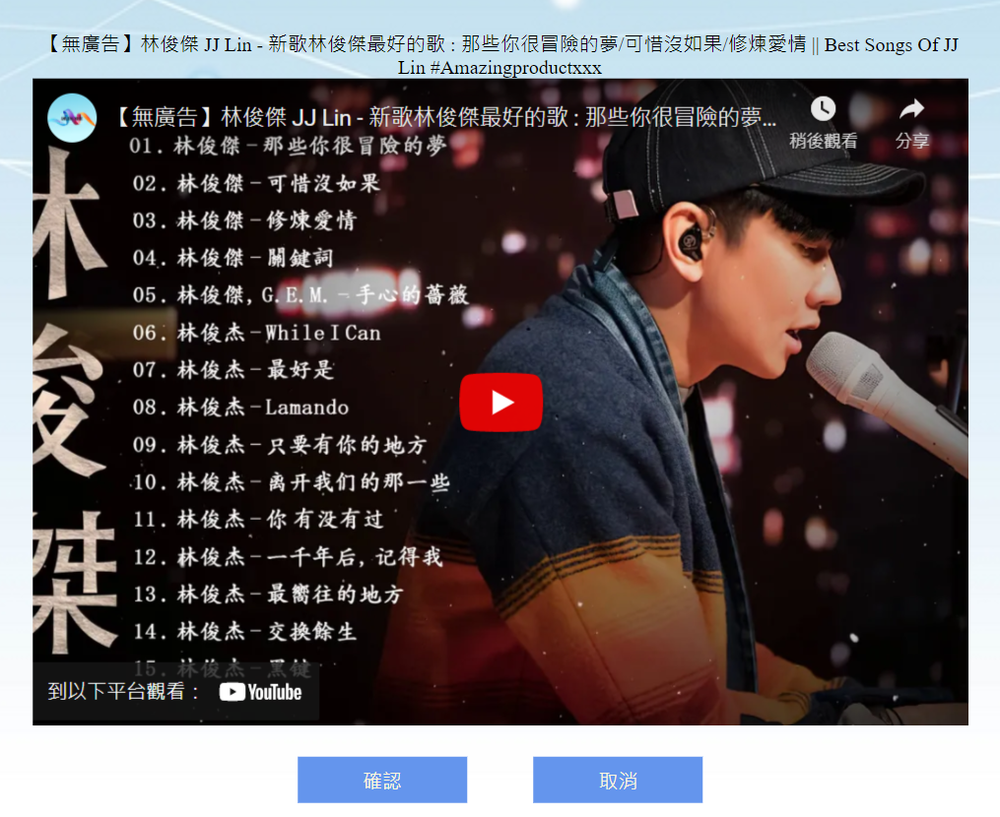 【無廣告】林俊傑 JJ Lin - 新歌林俊傑最好的歌 : 那些你很冒險的夢/可惜沒如果/修煉愛情 || Best Songs Of JJ
Lin #Amazingproductxxx
【無廣告】林俊傑 JJ Lin - 新歌林俊傑最好的歌 : 那些你很冒險的夢...
稍後觀看
分享
林俊傑
01. 林俊傑－那些你很冒險的夢
02. 林俊傑－可惜沒如果
03. 林俊傑－修煉愛情
04. 林俊傑－關鍵詞
05. 林俊傑, G.E.M.－手心的薔薇
06. 林俊杰－While I Can
07. 林俊杰－最好是
08. 林俊杰－Lamando
09. 林俊杰－只要有你的地方
10. 林俊杰－离开我们的那一些
11. 林俊杰－你有没有过
12. 林俊杰－一千年后, 记得我
13. 林俊杰－最嚮往的地方
14. 林俊杰－交換餘生
15. 林俊杰－黑键
到以下平台觀看：
YouTube
確認
取消